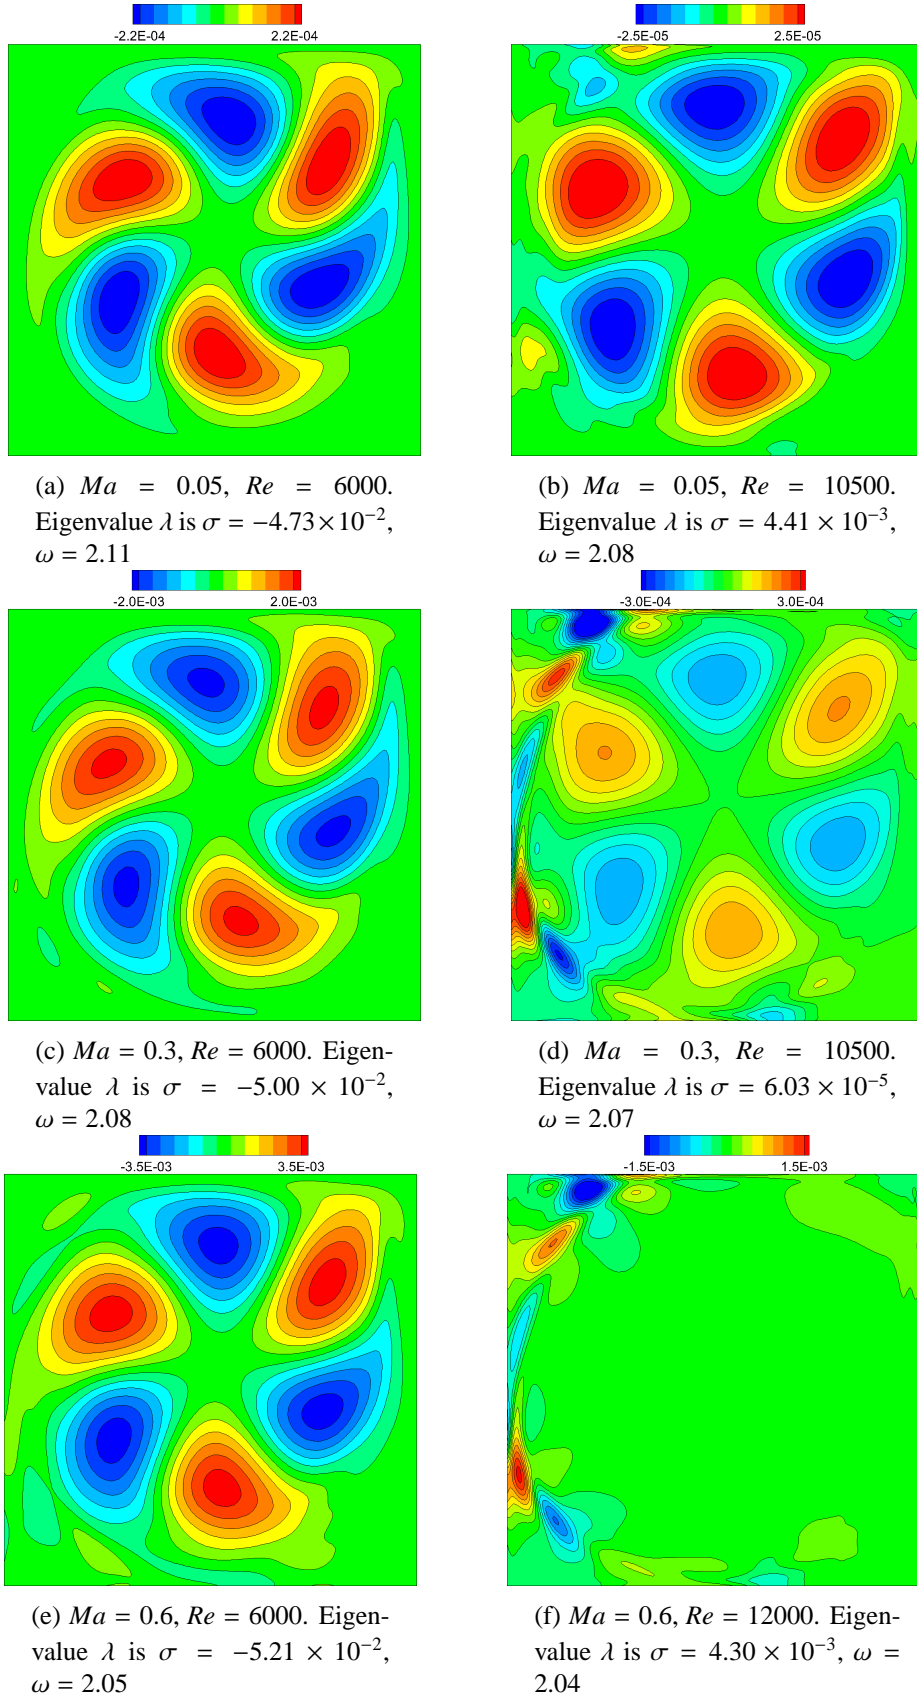 -2.2E-04 2.2E-04
-2.5E-05 2.5E-05
(a) Ma = 0.05, Re = 6000.
Eigenvalue λ is σ = −4.73×10⁻²,
ω = 2.11
(b) Ma = 0.05, Re = 10500.
Eigenvalue λ is σ = 4.41 × 10⁻³,
ω = 2.08
-2.0E-03 2.0E-03
-3.0E-04 3.0E-04
(c) Ma = 0.3, Re = 6000. Eigen-
value λ is σ = −5.00 × 10⁻²,
ω = 2.08
(d) Ma = 0.3, Re = 10500.
Eigenvalue λ is σ = 6.03 × 10⁻⁵,
ω = 2.07
-3.5E-03 3.5E-03
-1.5E-03 1.5E-03
(e) Ma = 0.6, Re = 6000. Eigen-
value λ is σ = −5.21 × 10⁻²,
ω = 2.05
(f) Ma = 0.6, Re = 12000. Eigen-
value λ is σ = 4.30 × 10⁻³, ω =
2.04